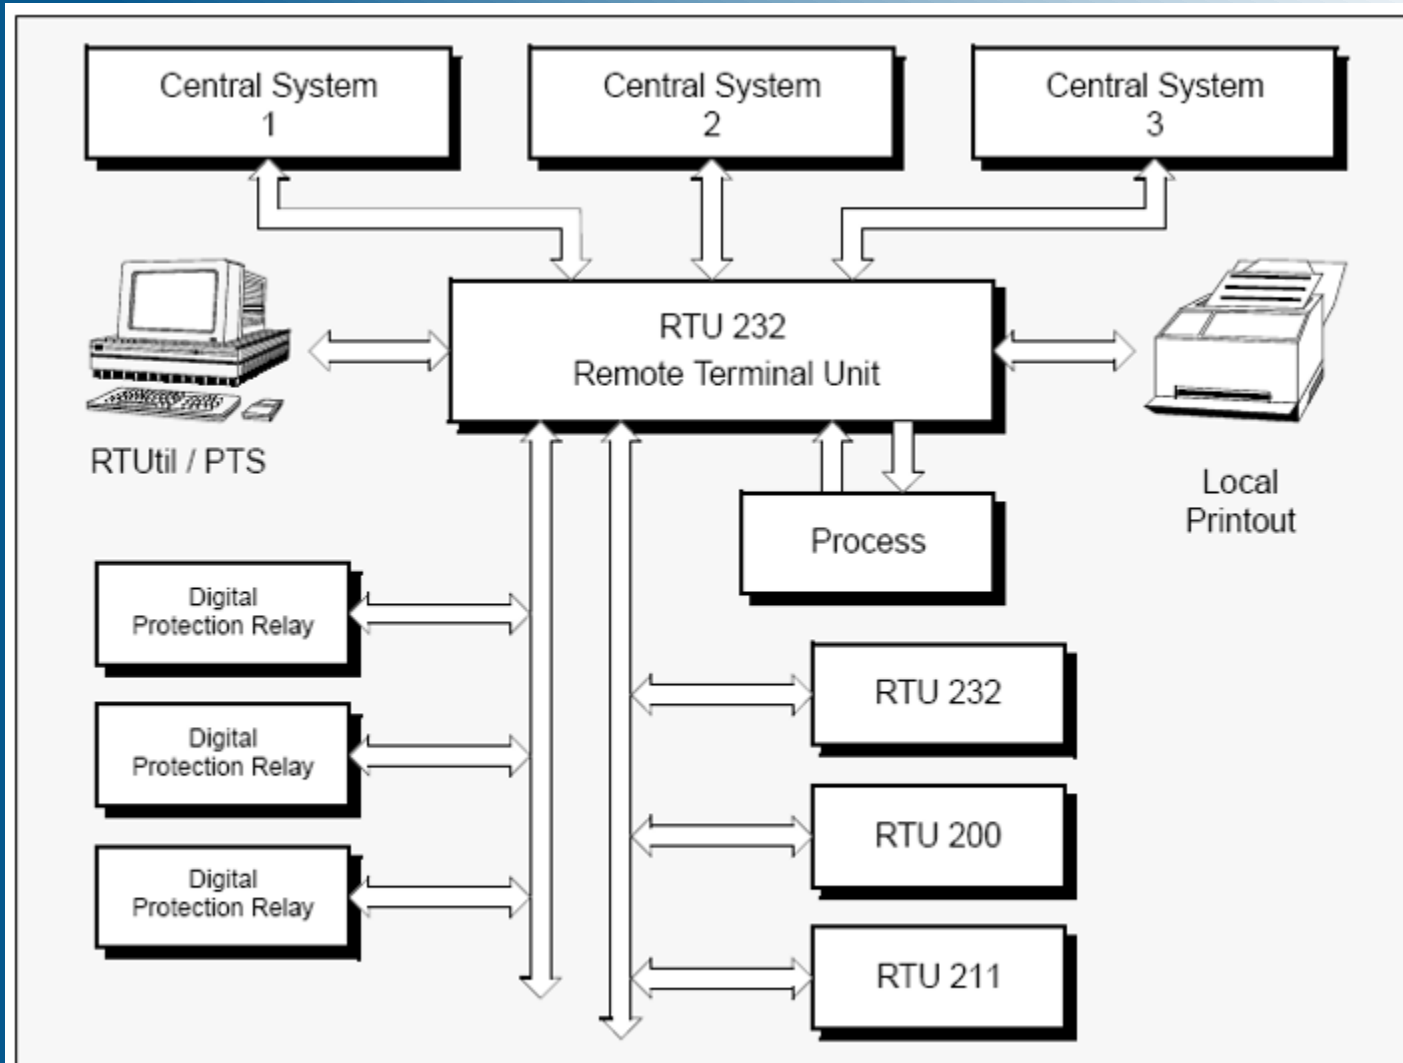 Central System
1
Central System
2
Central System
3
RTU 232
Remote Terminal Unit
RTUtil / PTS
Local
Printout
Process
Digital
Protection Relay
RTU 232
Digital
Protection Relay
RTU 200
Digital
Protection Relay
RTU 211